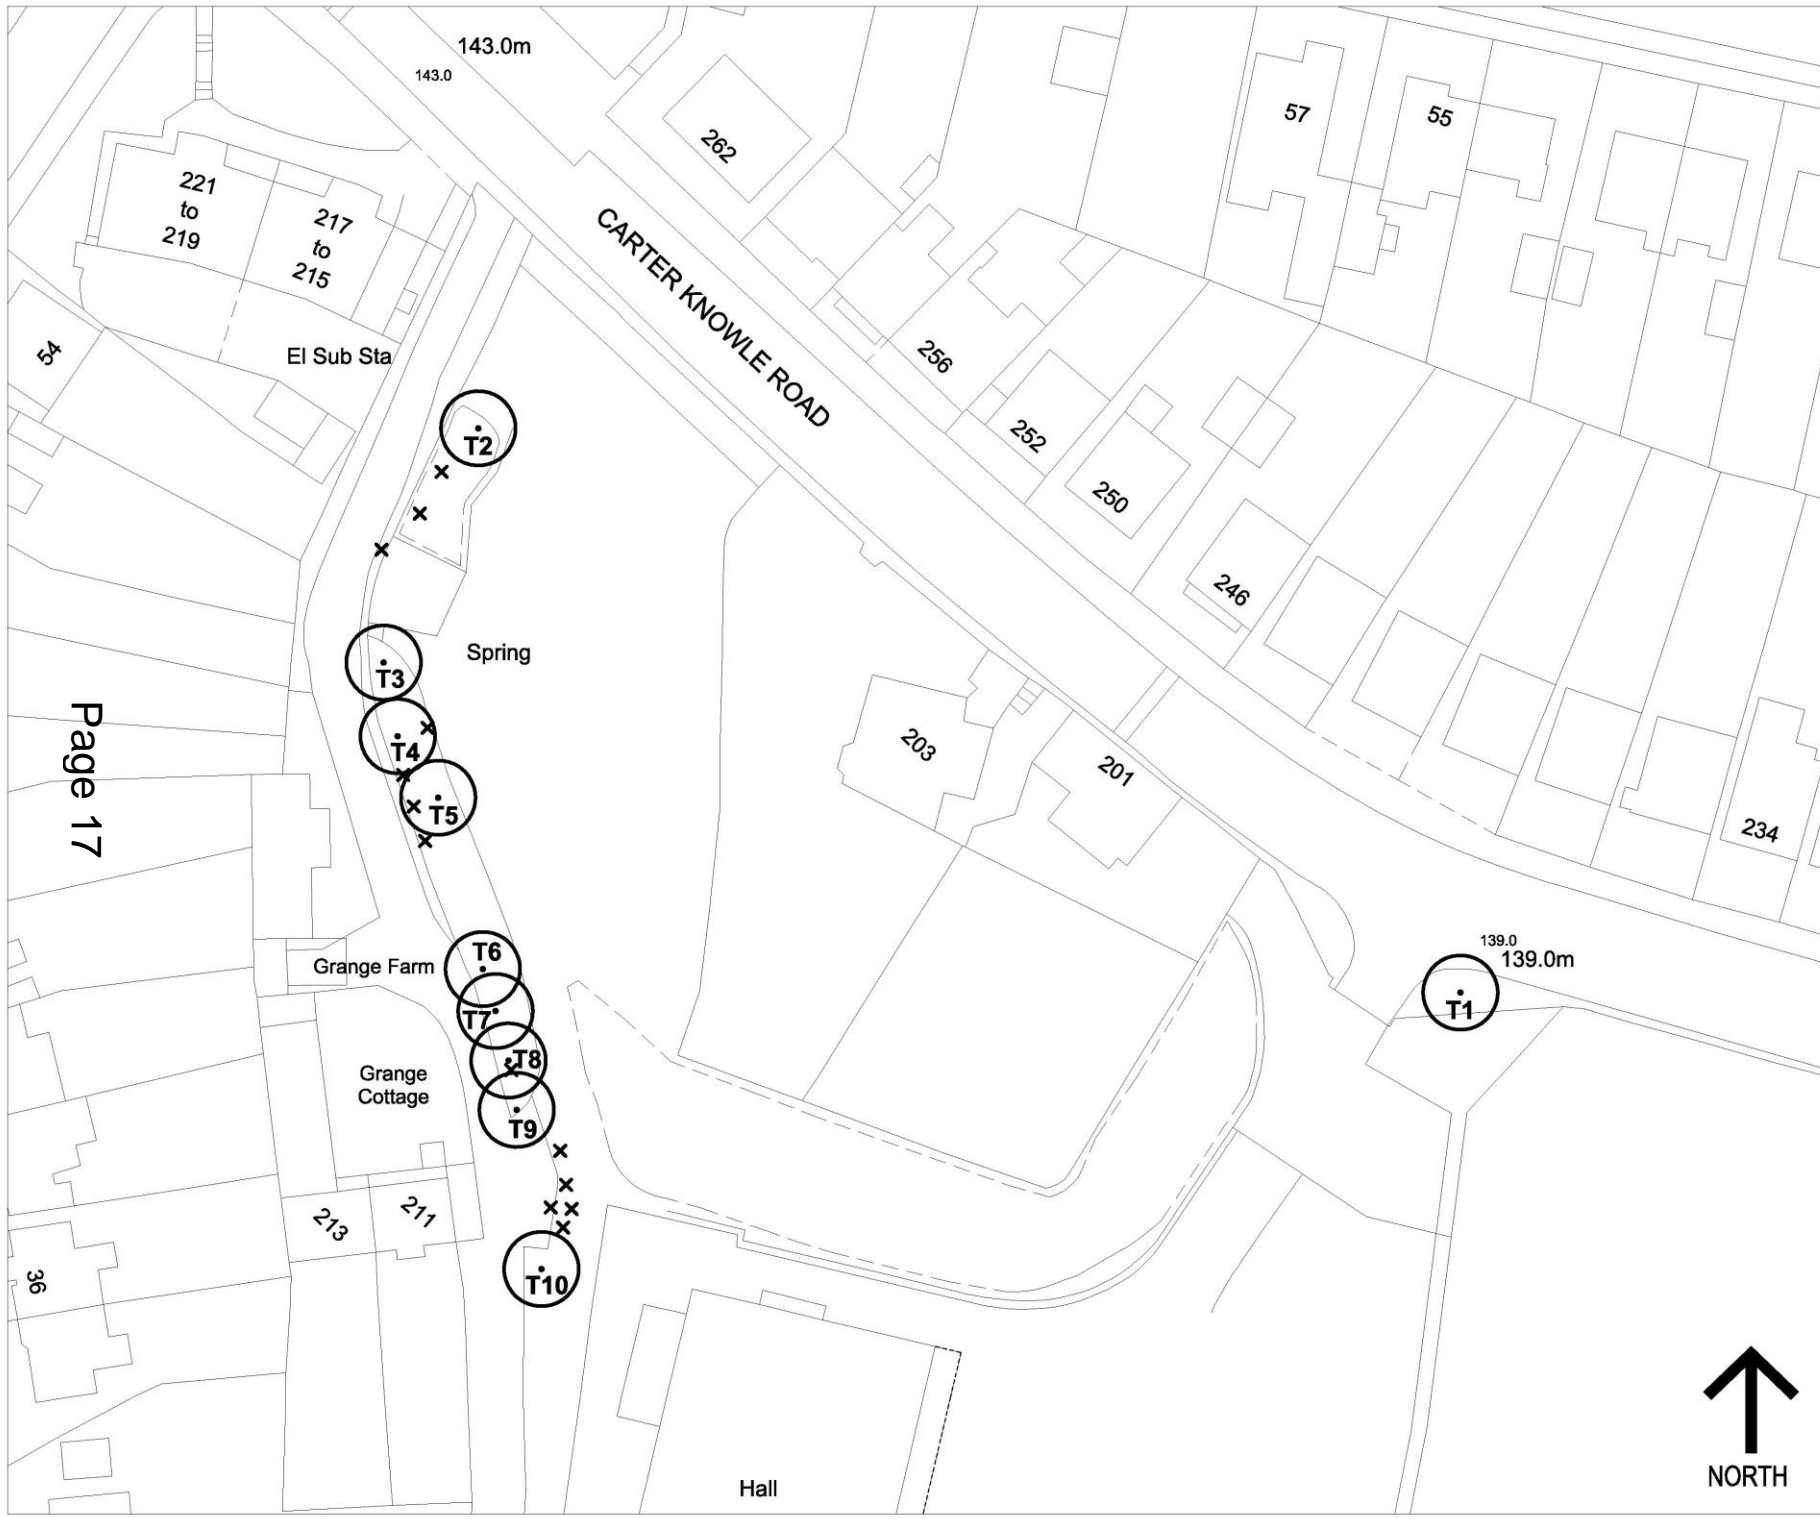 143.0m
143.0
262
57
55
221
to
219
217
to
215
CARTER KNOWLE ROAD
54
El Sub Sta
256
T2
252
250
246
Spring
T3
203
T4
201
Page 17
T5
234
139.0
139.0m
T6
Grange Farm
T1
T7
T8
Grange
Cottage
T9
213
211
36
T10
NORTH
Hall